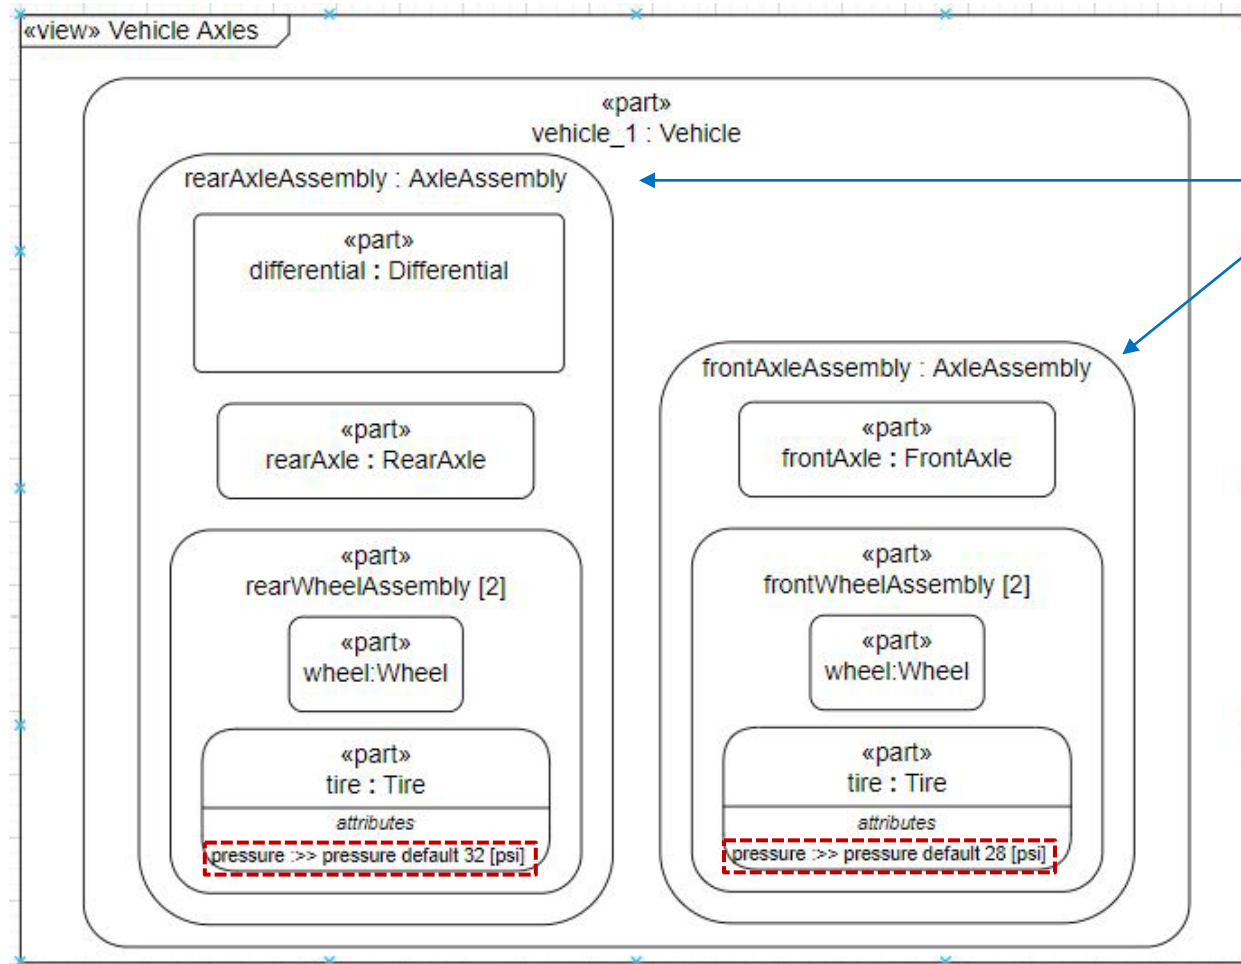 «view» Vehicle Axles
«part»
vehicle_1 : Vehicle
rearAxleAssembly : AxleAssembly
«part»
differential : Differential
«part»
rearAxle : RearAxle
«part»
rearWheelAssembly [2]
«part»
wheel:Wheel
«part»
tire : Tire
attributes
pressure :>> pressure default 32 [psi]
frontAxleAssembly : AxleAssembly
«part»
frontAxle : FrontAxle
«part»
frontWheelAssembly [2]
«part»
wheel:Wheel
«part»
tire : Tire
attributes
pressure :>> pressure default 28 [psi]